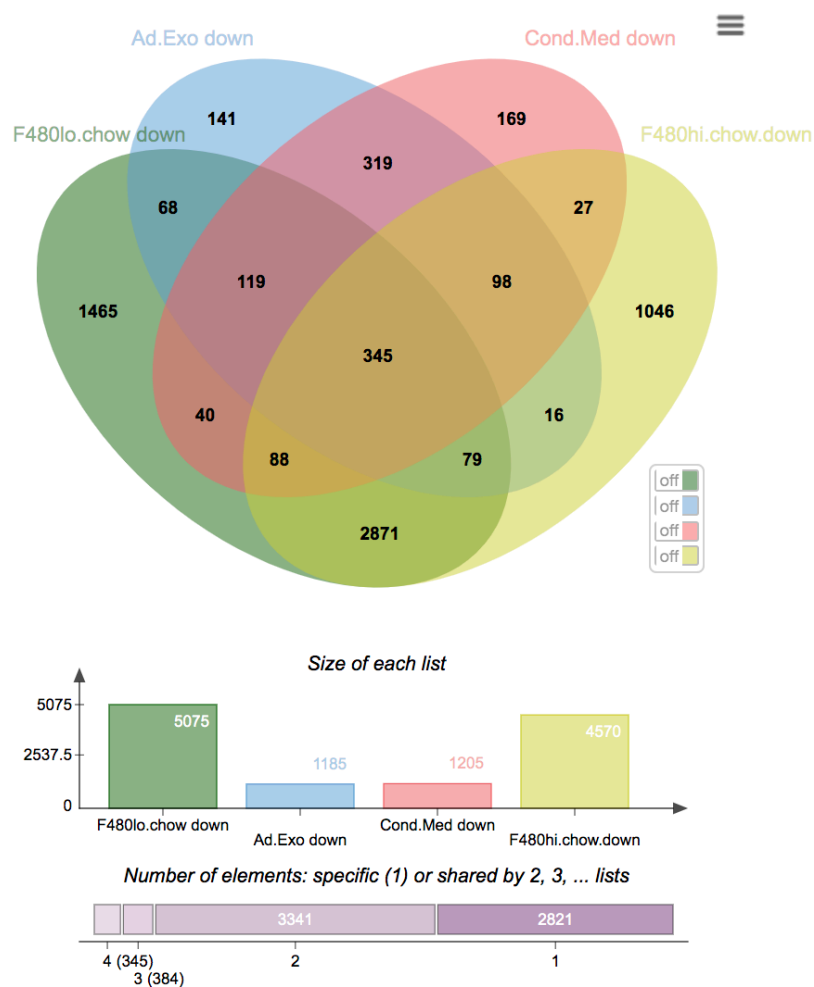 Ad.Exo down
Cond.Med down
F480lo.chow down
F480hi.chow.down
141
169
319
68
27
119
98
1465
1046
345
40
16
88
79
2871
off
off
off
off
Size of each list
5075
2537.5
0
5075
1185
1205
4570
F480lo.chow down
Ad.Exo down
Cond.Med down
F480hi.chow.down
Number of elements: specific (1) or shared by 2, 3, ... lists
3341
2821
4 (345)
3 (384)
2
1